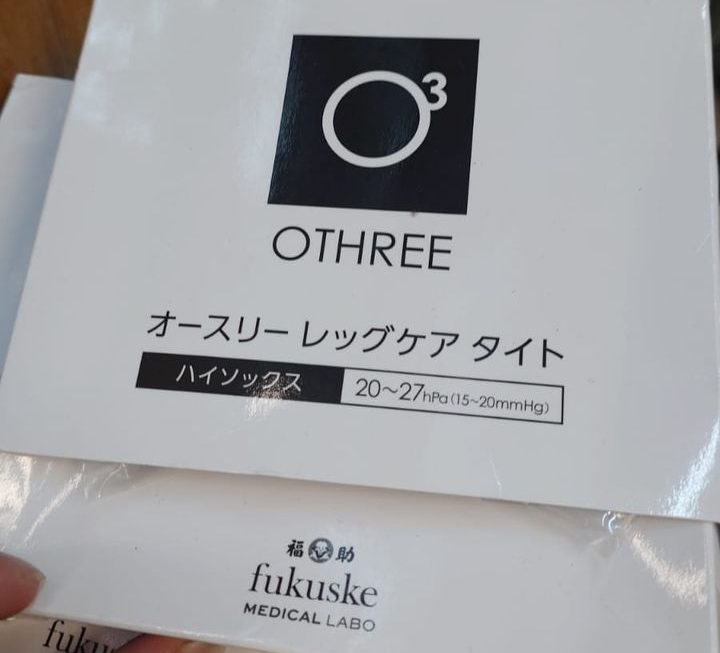 O3
OTHREE
オースリー レッグケア タイト
ハイソックス 20〜27hPa(15~20mmHg)
福助
fukuske
MEDICAL LABO
fuku